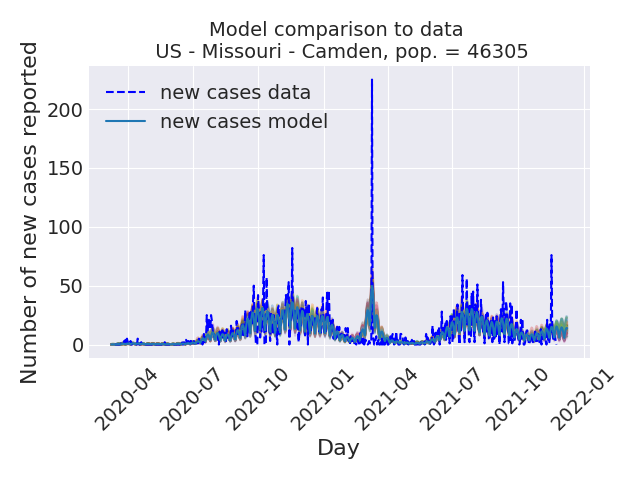 Model comparison to data
US - Missouri - Camden, pop. = 46305
Number of new cases reported
200
150
100
50
0
new cases data
new cases model
2020-04
2020-07
2020-10
2021-01
2021-04
2021-07
2021-10
2022-01
Day